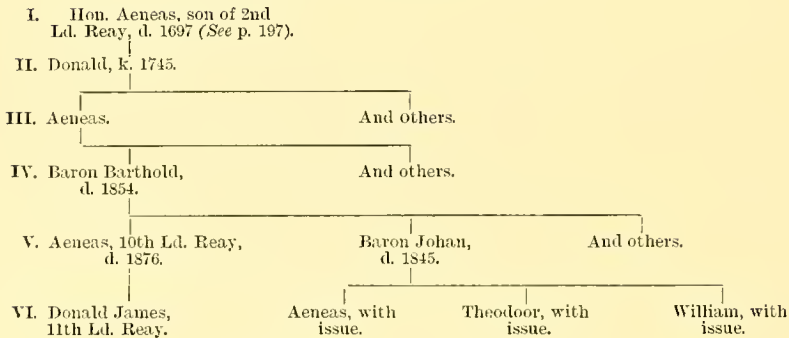 I. Hon. Aeneas, son of 2nd
Ld. Reay, d. 1697 (See p. 197).
II. Donald, k. 1745.
III. Aeneas. And others.
IV. Baron Barthold, And others.
d. 1854.
V. Aeneas, 10th Ld. Reay, Baron Johan, And others.
d. 1876. d. 1845.
VI. Donald James, Aeneas, with Theodoor, with William, with
11th Ld. Reay. issue. issue. issue.